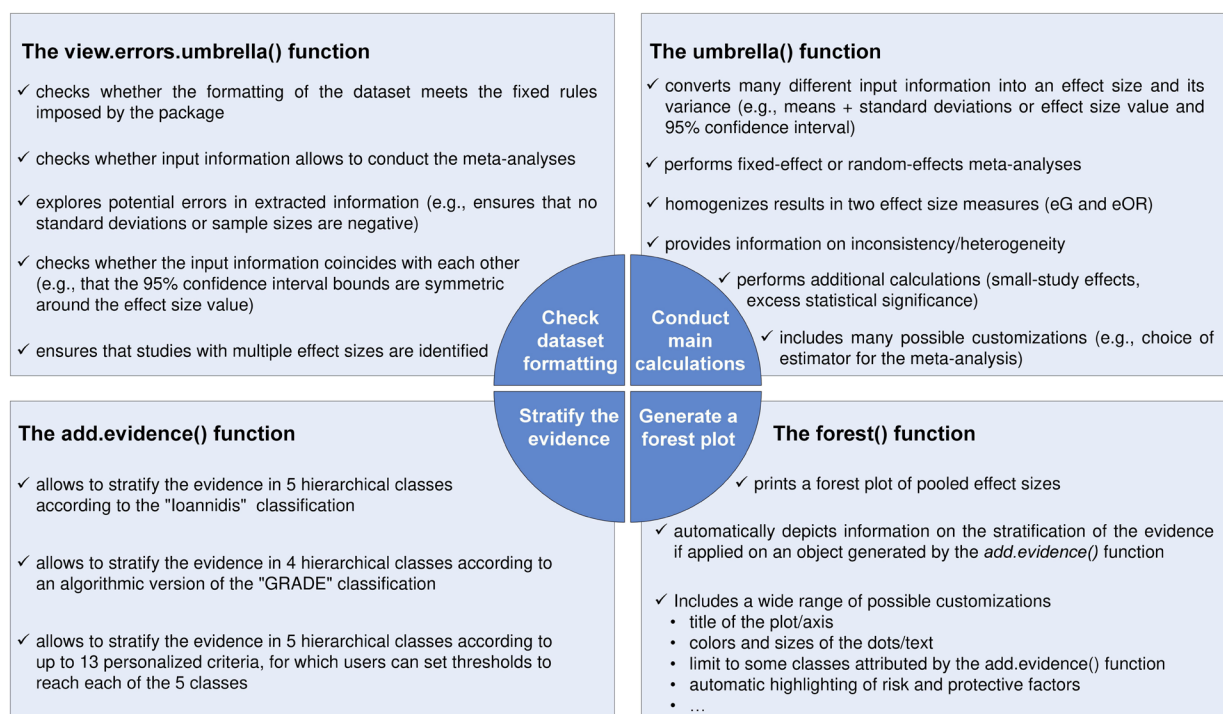 The view.errors.umbrella() function
✓ checks whether the formatting of the dataset meets the fixed rules
imposed by the package
✓ checks whether input information allows to conduct the meta-analyses
✓ explores potential errors in extracted information (e.g., ensures that no
standard deviations or sample sizes are negative)
✓ checks whether the input information coincides with each other
(e.g., that the 95% confidence interval bounds are symmetric
around the effect size value)
✓ ensures that studies with multiple effect sizes are identified
The umbrella() function
✓ converts many different input information into an effect size and its
variance (e.g., means + standard deviations or effect size value and
95% confidence interval)
✓ performs fixed-effect or random-effects meta-analyses
✓ homogenizes results in two effect size measures (eG and eOR)
✓ provides information on inconsistency/heterogeneity
✓ performs additional calculations (small-study effects,
excess statistical significance)
✓ includes many possible customizations (e.g., choice of
estimator for the meta-analysis)
Check
dataset
formatting
Conduct
main
calculations
Stratify the
evidence
Generate a
forest plot
The add.evidence() function
✓ allows to stratify the evidence in 5 hierarchical classes
according to the "Ioannidis" classification
✓ allows to stratify the evidence in 4 hierarchical classes according to
an algorithmic version of the "GRADE" classification
✓ allows to stratify the evidence in 5 hierarchical classes according to
up to 13 personalized criteria, for which users can set thresholds to
reach each of the 5 classes
The forest() function
✓ prints a forest plot of pooled effect sizes
✓ automatically depicts information on the stratification of the evidence
if applied on an object generated by the add.evidence() function
✓ Includes a wide range of possible customizations
• title of the plot/axis
• colors and sizes of the dots/text
• limit to some classes attributed by the add.evidence() function
• automatic highlighting of risk and protective factors
• …